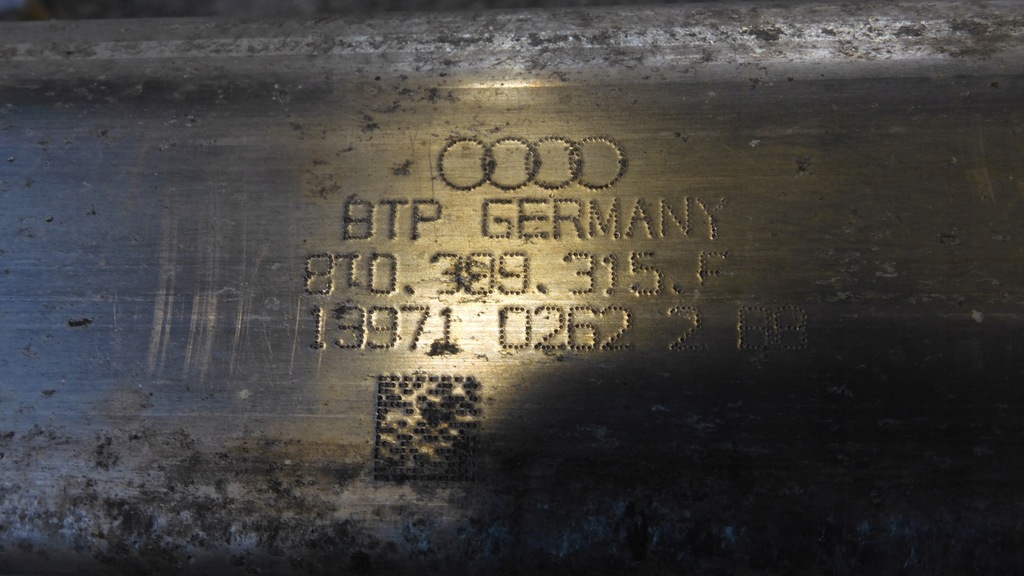 BTP GERMANY
8T0.399.315.F
13971 0262 2